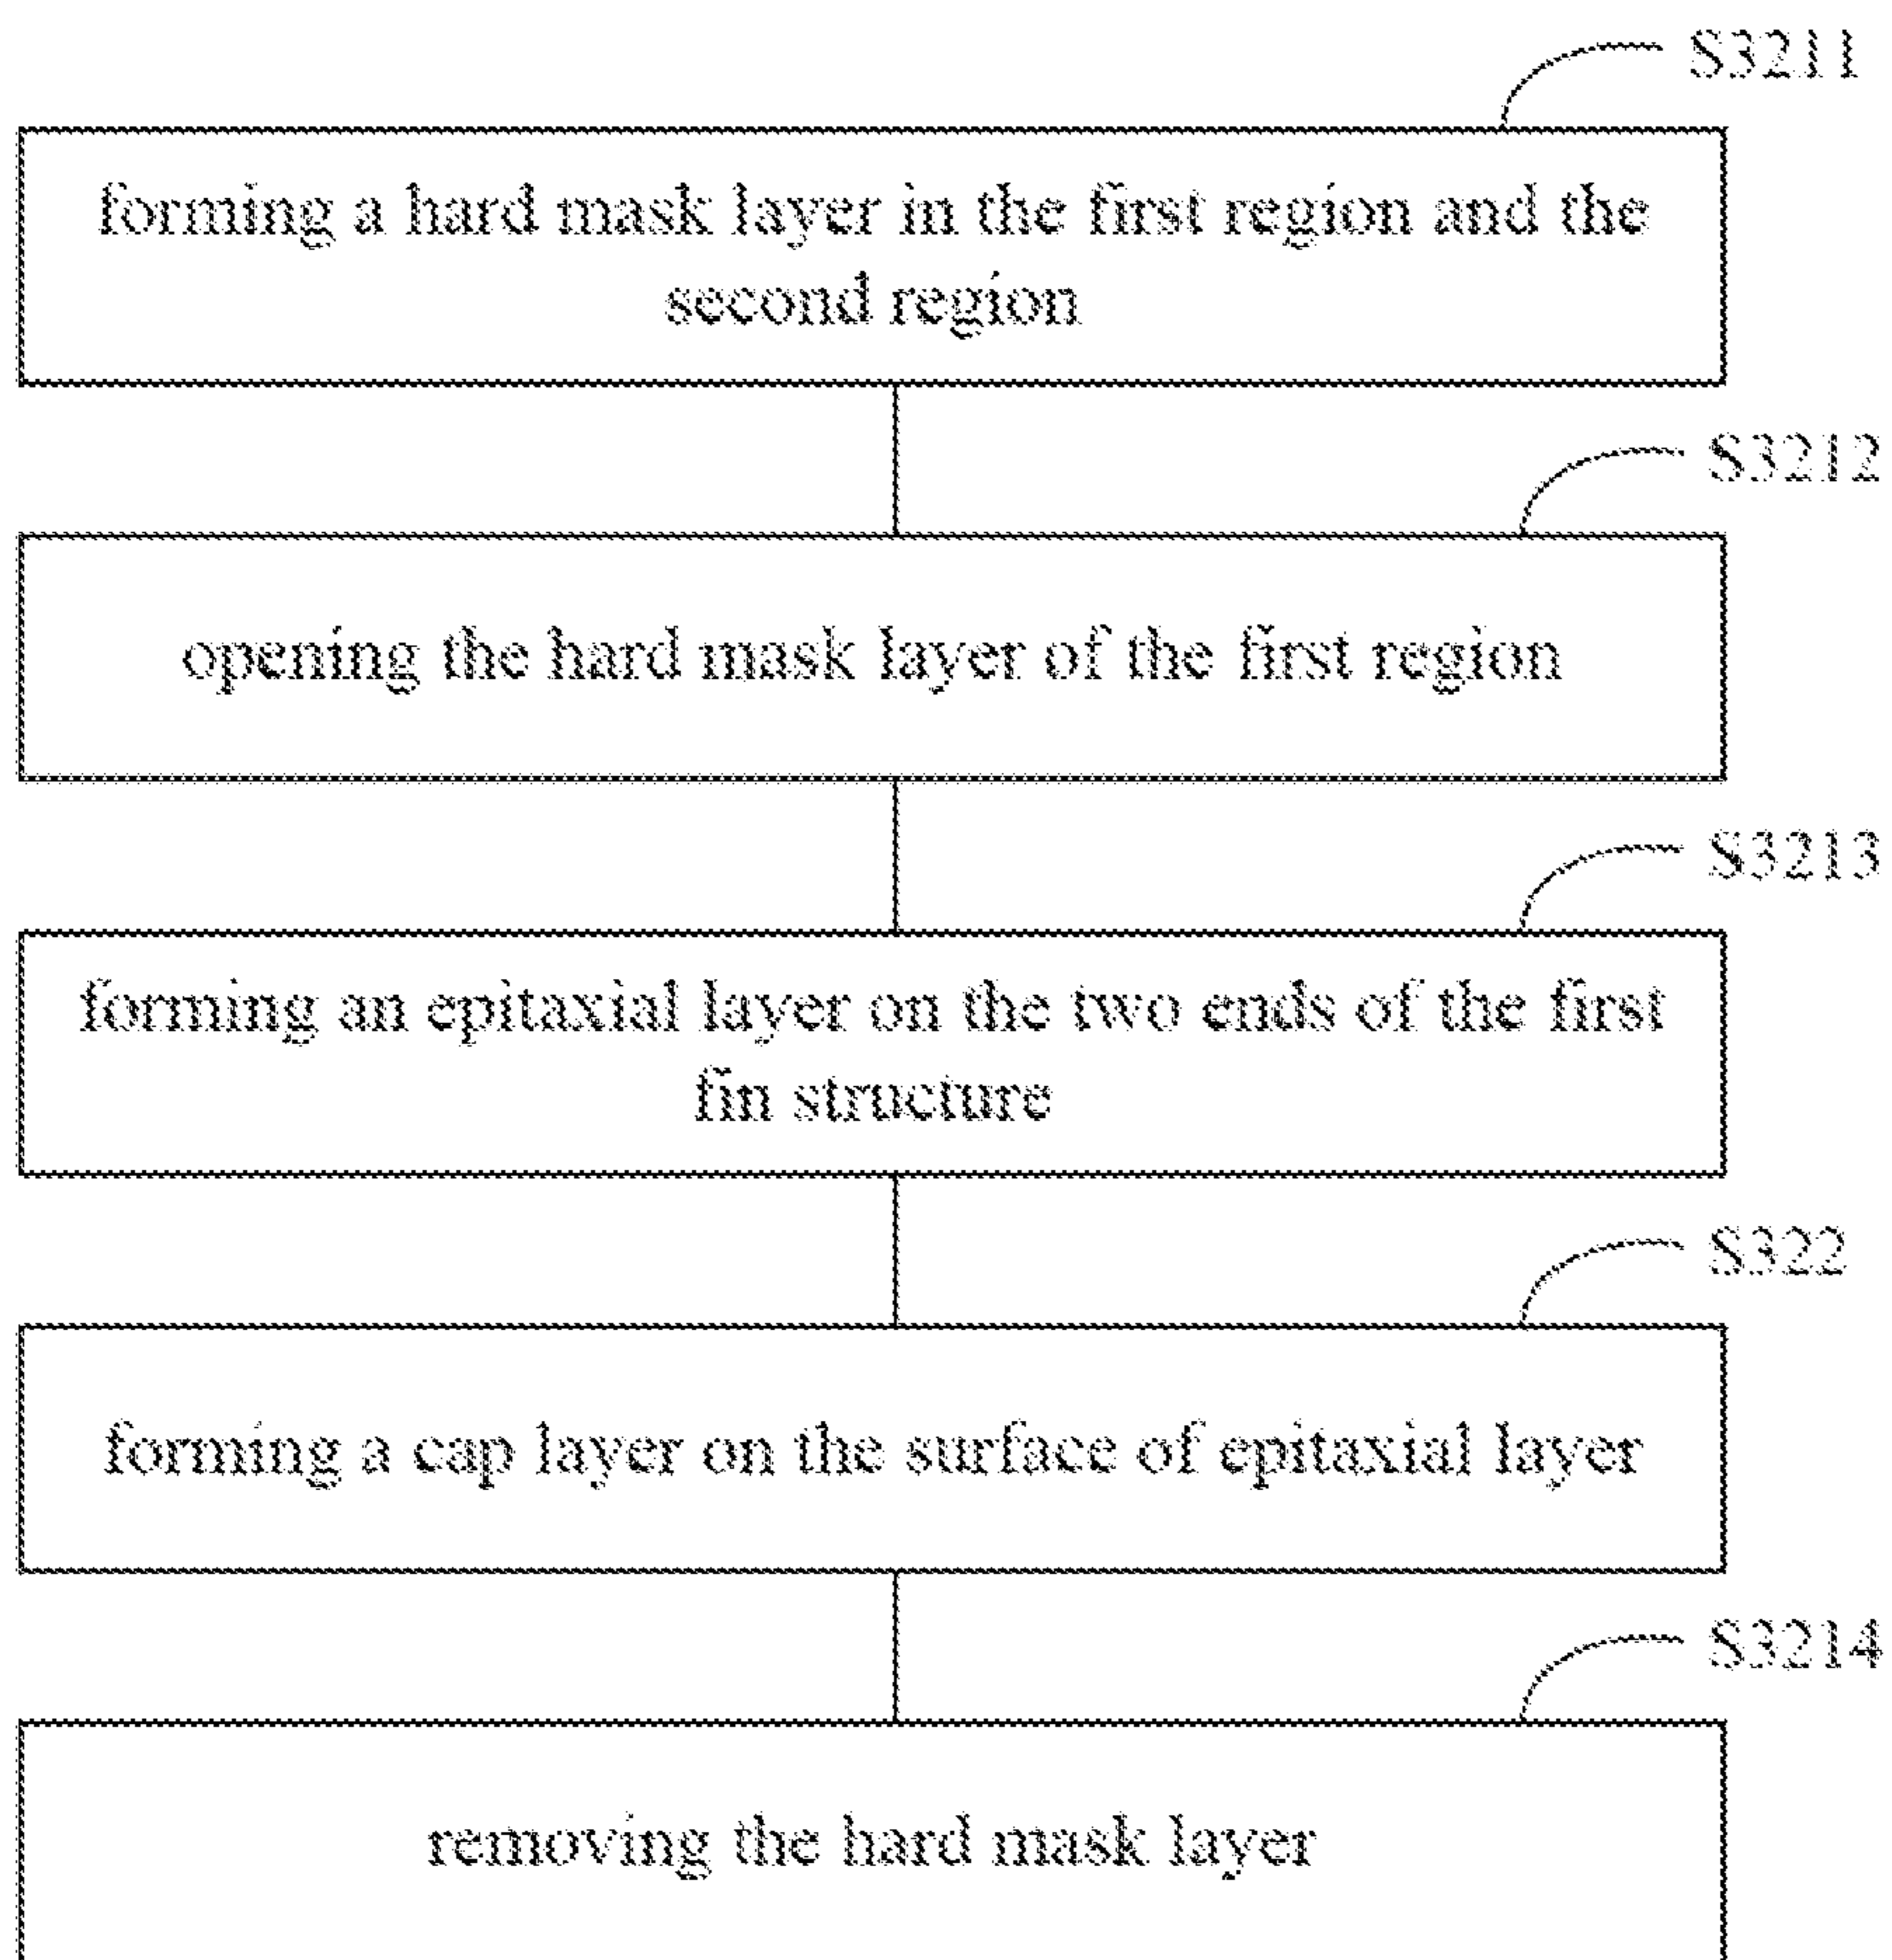 S3211
forming a hard mask layer in the first region and the
second region
S3212
opening the hard mask layer of the first region
S3213
forming an epitaxial layer on the two ends of the first
fin structure
S322
forming a cap layer on the surface of epitaxial layer
S3214
removing the hard mask layer